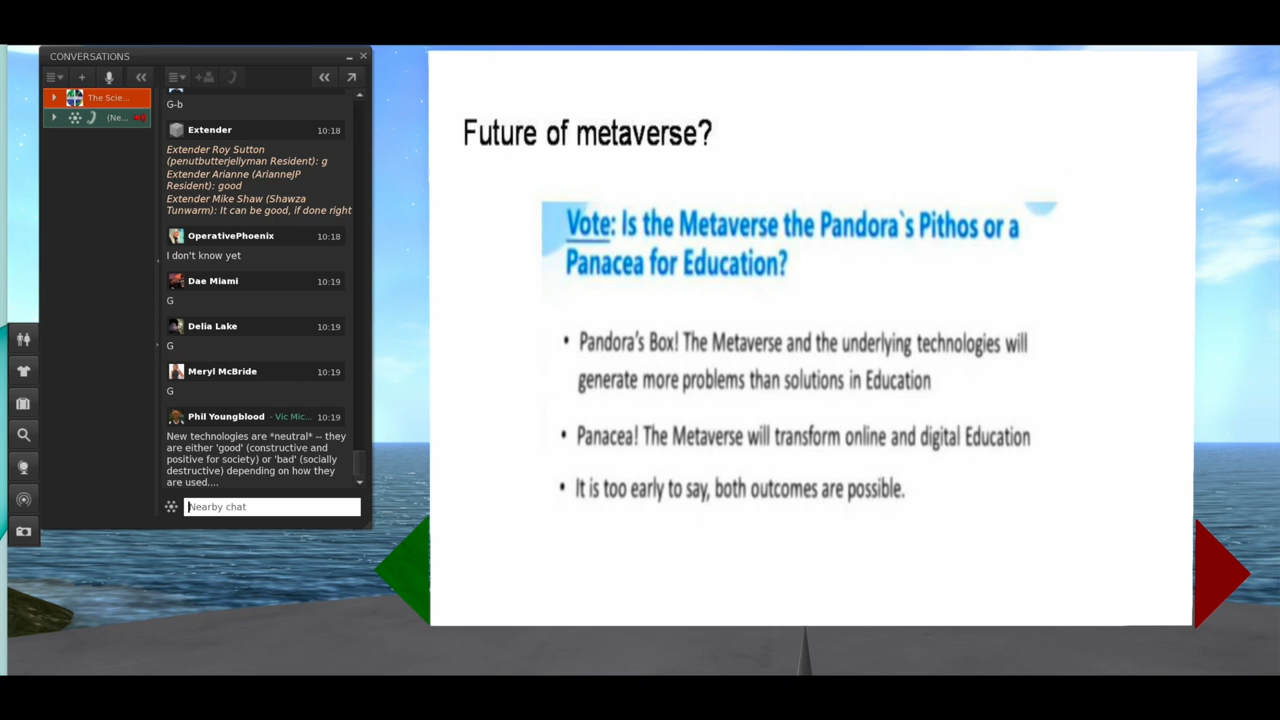 CONVERSATIONS
The Scie...
(Ne...
G-b
Extender 10:18
Extender Roy Sutton
(penutbutterjellyman Resident): g
Extender Arianne (ArianneJP
Resident): good
Extender Mike Shaw (Shawza
Tunwarm): It can be good, if done right
OperativePhoenix 10:18
I don't know yet
Dae Miami 10:19
G
Delia Lake 10:19
G
Meryl McBride 10:19
G
Phil Youngblood - Vic Mic... 10:19
New technologies are *neutral* -- they
are either 'good' (constructive and
positive for society) or 'bad' (socially
destructive) depending on how they
are used....
Nearby chat
Future of metaverse?
Vote: Is the Metaverse the Pandora`s Pithos or a
Panacea for Education?
• Pandora's Box! The Metaverse and the underlying technologies will
generate more problems than solutions in Education
• Panacea! The Metaverse will transform online and digital Education
• It is too early to say, both outcomes are possible.